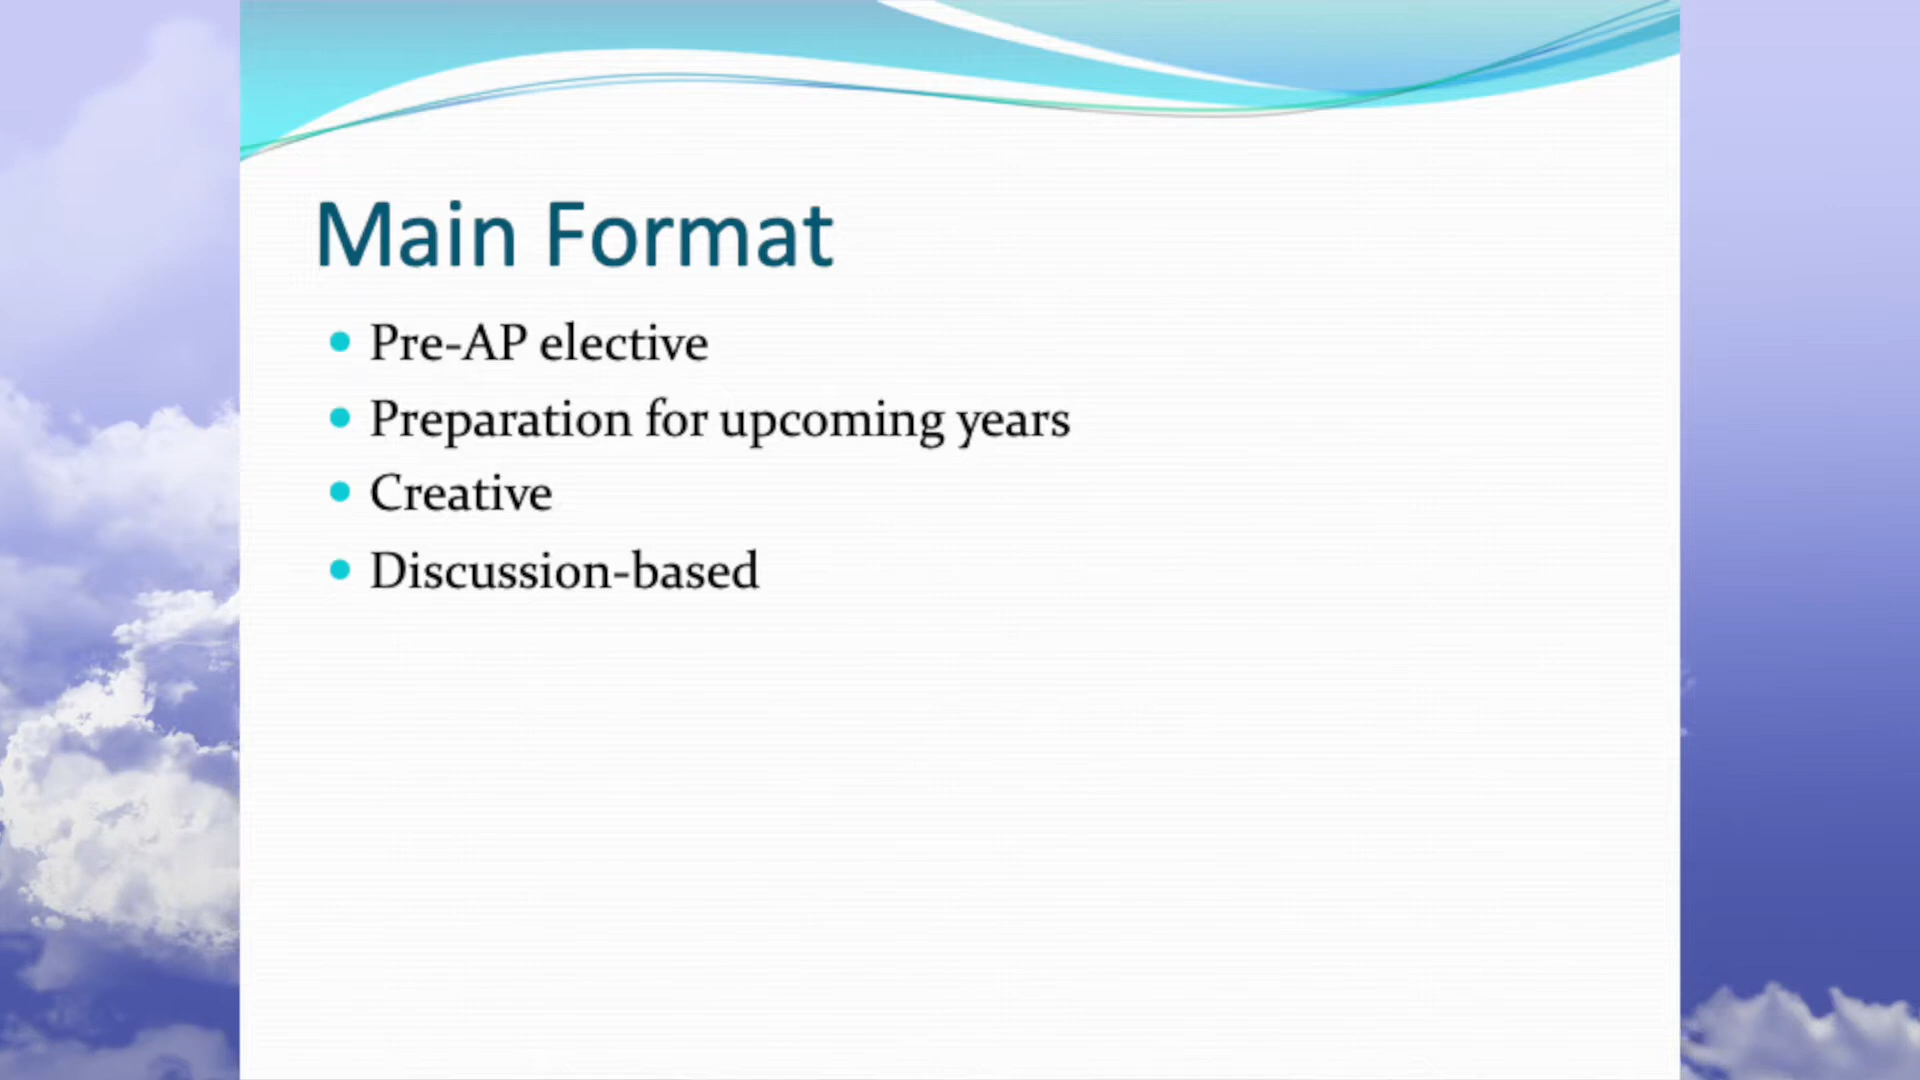 Main Format
Pre-AP elective
Preparation for upcoming years
Creative
Discussion-based